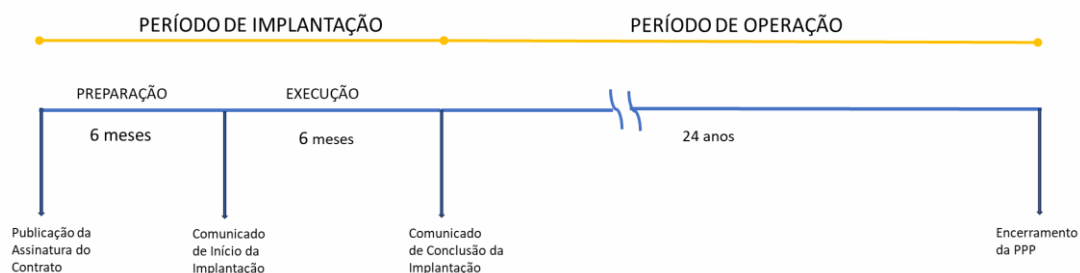 PERÍODO DE IMPLANTAÇÃO
PERÍODO DE OPERAÇÃO
PREPARAÇÃO
EXECUÇÃO
6 meses
6 meses
24 anos
Publicação da
Assinatura do
Contrato
Comunicado
de Início da
Implantação
Comunicado
de Conclusão da
Implantação
Encerramento
da PPP